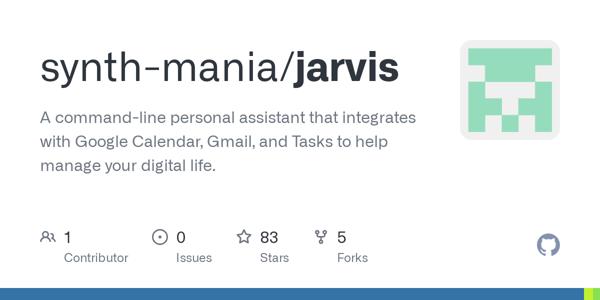 synth-mania/jarvis
A command-line personal assistant that integrates
with Google Calendar, Gmail, and Tasks to help
manage your digital life.
1 0 83 5
Contributor Issues Stars Forks